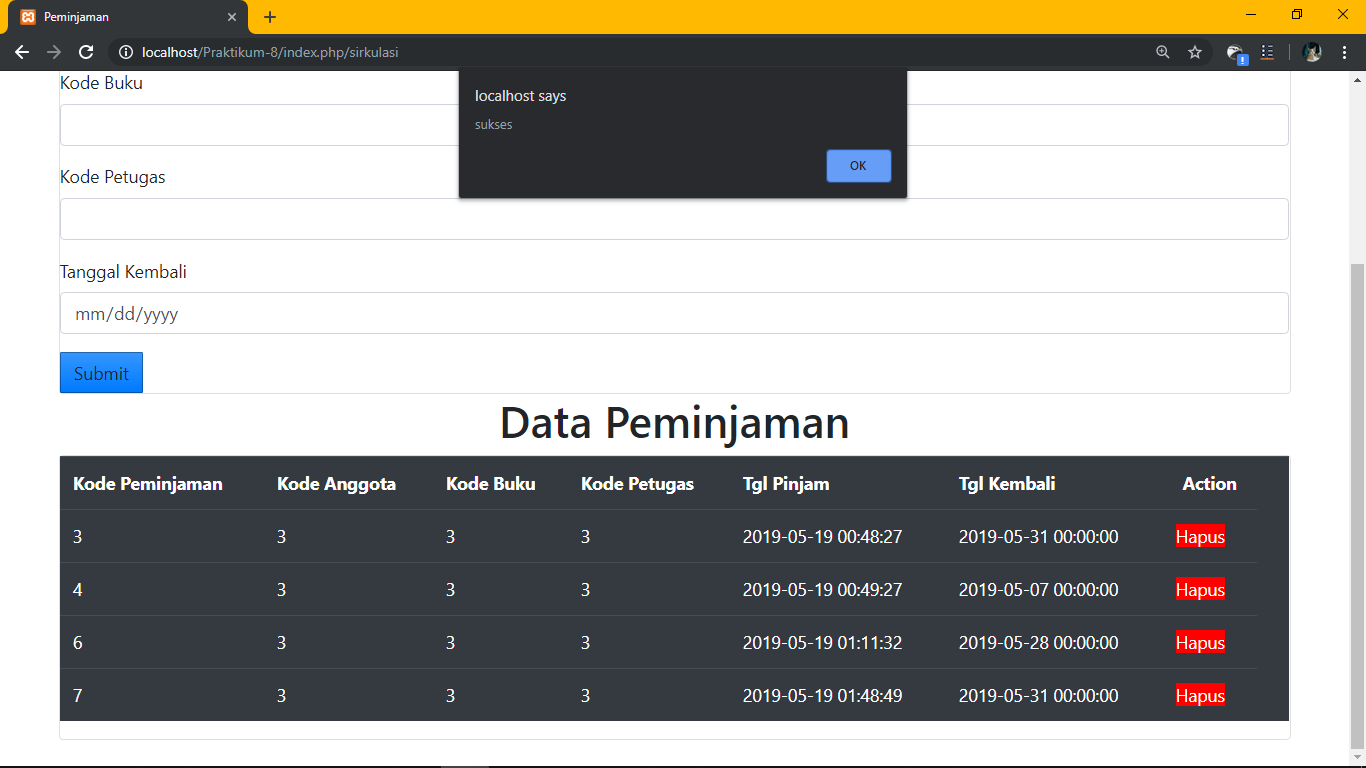 Peminjaman
localhost/Praktikum-8/index.php/sirkulasi
localhost says
sukses
OK
Kode Buku
Kode Petugas
Tanggal Kembali
mm/dd/yyyy
Submit
Data Peminjaman
Kode Peminjaman Kode Anggota Kode Buku Kode Petugas Tgl Pinjam Tgl Kembali Action
3 3 3 3 2019-05-19 00:48:27 2019-05-31 00:00:00 Hapus
4 3 3 3 2019-05-19 00:49:27 2019-05-07 00:00:00 Hapus
6 3 3 3 2019-05-19 01:11:32 2019-05-28 00:00:00 Hapus
7 3 3 3 2019-05-19 01:48:49 2019-05-31 00:00:00 Hapus